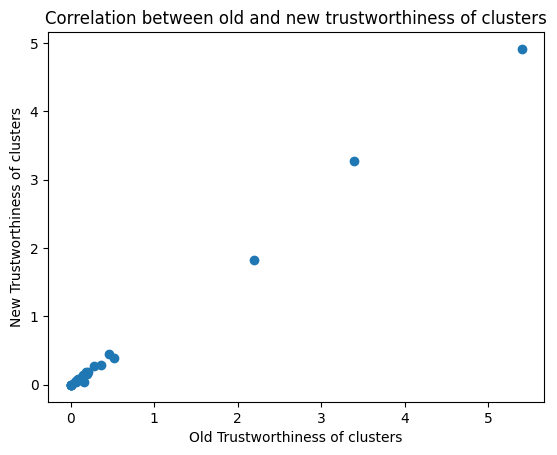 Correlation between old and new trustworthiness of clusters
New Trustworthiness of clusters
5
4
3
2
1
0
0 1 2 3 4 5
Old Trustworthiness of clusters